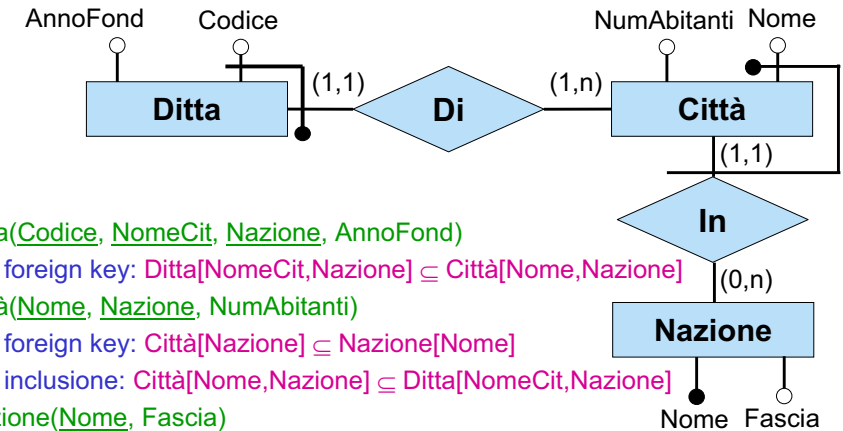 AnnoFond Codice NumAbitanti Nome
Ditta (1,1) Di (1,n) Città
(1,1)
In
a(Codice, NomeCit, Nazione, AnnoFond)
foreign key: Ditta[NomeCit,Nazione] ⊆ Città[Nome,Nazione]
(0,n)
à(Nome, Nazione, NumAbitanti)
foreign key: Città[Nazione] ⊆ Nazione[Nome]
Nazione
inclusione: Città[Nome,Nazione] ⊆ Ditta[NomeCit,Nazione]
zione(Nome, Fascia)
Nome Fascia